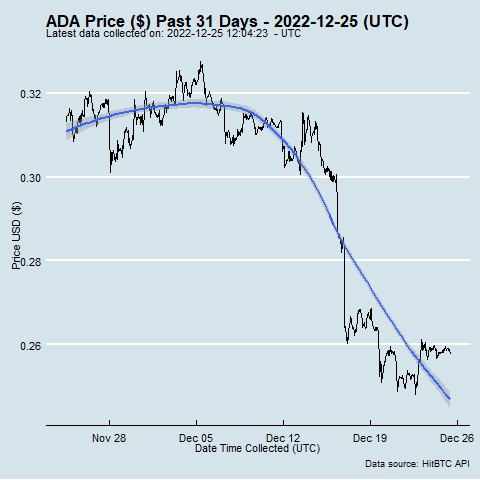 ADA Price ($) Past 31 Days - 2022-12-25 (UTC)
Latest data collected on: 2022-12-25 12:04:23  - UTC
0.32
0.30
0.28
0.26
Price USD ($)
Nov 28
Dec 05
Dec 12
Dec 19
Dec 26
Date Time Collected (UTC)
Data source: HitBTC API